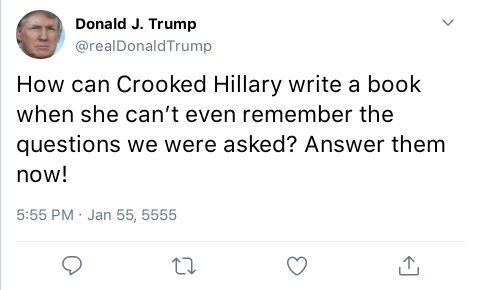 Donald J. Trump
@realDonaldTrump
How can Crooked Hillary write a book
when she can’t even remember the
questions we were asked? Answer them
now!
5:55 PM · Jan 55, 5555